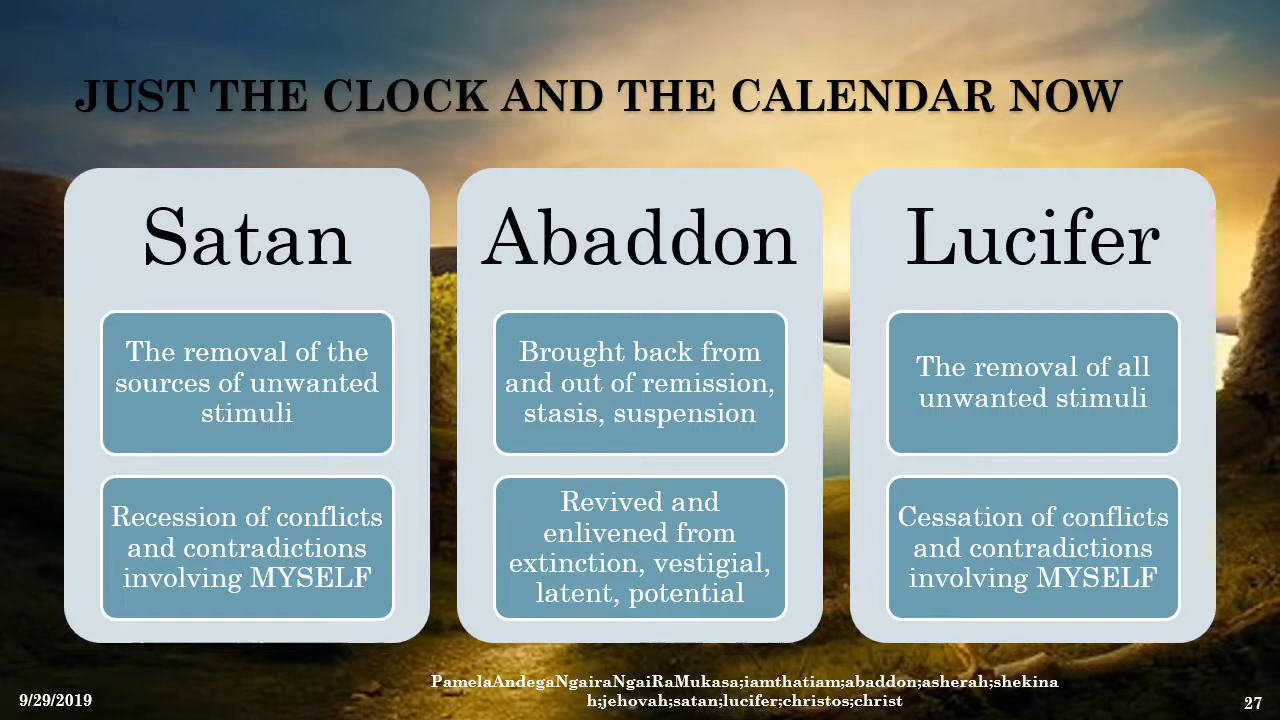 JUST THE CLOCK AND THE CALENDAR NOW
Satan
The removal of the
sources of unwanted
stimuli
Recession of conflicts
and contradictions
involving MYSELF
Abaddon
Brought back from
and out of remission,
stasis, suspension
Revived and
enlivened from
extinction, vestigial,
latent, potential
Lucifer
The removal of all
unwanted stimuli
Cessation of conflicts
and contradictions
involving MYSELF
9/29/2019
PamelaAndegaNgairaNgaiRaMukasa;iamthatiam;abaddon;asherah;shekina
h;jehovah;satan;lucifer;christos;christ
27